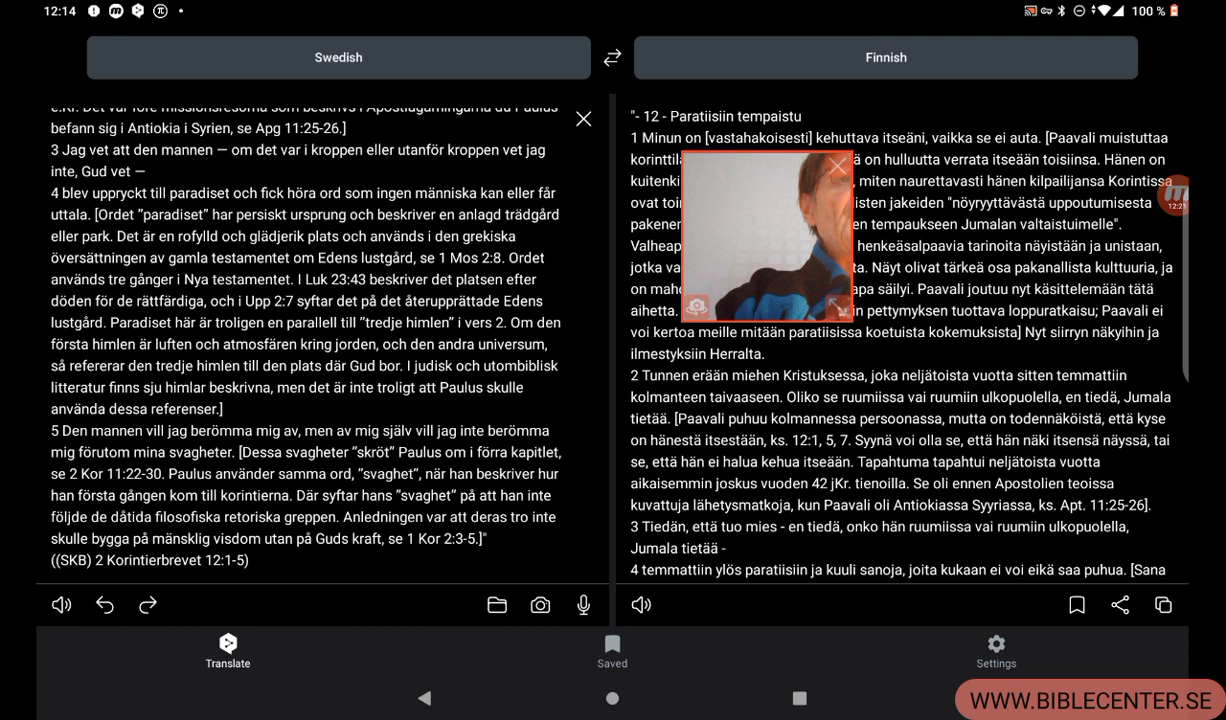 12:14
100 %
Swedish
Finnish
befann sig i Antiokia i Syrien, se Apg 11:25-26.]
3 Jag vet att den mannen — om det var i kroppen eller utanför kroppen vet jag
inte, Gud vet —
4 blev uppryckt till paradiset och fick höra ord som ingen människa kan eller får
uttala. [Ordet ”paradiset” har persiskt ursprung och beskriver en anlagd trädgård
eller park. Det är en rofylld och glädjerik plats och används i den grekiska
översättningen av gamla testamentet om Edens lustgård, se 1 Mos 2:8. Ordet
används tre gånger i Nya testamentet. I Luk 23:43 beskriver det platsen efter
döden för de rättfärdiga, och i Upp 2:7 syftar det på det återupprättade Edens
lustgård. Paradiset här är troligen en parallell till ”tredje himlen” i vers 2. Om den
första himlen är luften och atmosfären kring jorden, och den andra universum,
så refererar den tredje himlen till den plats där Gud bor. I judisk och utombiblisk
litteratur finns sju himlar beskrivna, men det är inte troligt att Paulus skulle
använda dessa referenser.]
5 Den mannen vill jag berömma mig av, men av mig själv vill jag inte berömma
mig förutom mina svagheter. [Dessa svagheter ”skröt” Paulus om i förra kapitlet,
se 2 Kor 11:22-30. Paulus använder samma ord, ”svaghet”, när han beskriver hur
han första gången kom till korintierna. Där syftar hans ”svaghet” på att han inte
följde de dåtida filosofiska retoriska greppen. Anledningen var att deras tro inte
skulle bygga på mänsklig visdom utan på Guds kraft, se 1 Kor 2:3-5.]"
((SKB) 2 Korintierbrevet 12:1-5)
"- 12 - Paratiisiin tempaistu
1 Minun on [vastahakoisesti] kehuttava itseäni, vaikka se ei auta. [Paavali muistuttaa
on hulluutta verrata itseään toisiinsa. Hänen on
kuitenki , miten naurettavasti hänen kilpailijansa Korintissa
ovat listen jakeiden "nöyryyttävästä uppoutumisesta
en tempaukseen Jumalan valtaistuimelle".
henkeäsalpaavia tarinoita näyistään ja unistaan,
jotka ta. Näyt olivat tärkeä osa pakanallista kulttuuria, ja
on apa säilyi. Paavali joutuu nyt käsittelemään tätä
aihetta. in pettymyksen tuottava loppuratkaisu; Paavali ei
voi kertoa meille mitään paratiisissa koetuista kokemuksista] Nyt siirryn näkyihin ja
ilmestyksiin Herralta.
2 Tunnen erään miehen Kristuksessa, joka neljätoista vuotta sitten temmattiin
kolmanteen taivaaseen. Oliko se ruumiissa vai ruumiin ulkopuolella, en tiedä, Jumala
tietää. [Paavali puhuu kolmannessa persoonassa, mutta on todennäköistä, että kyse
on hänestä itsestään, ks. 12:1, 5, 7. Syynä voi olla se, että hän näki itsensä näyssä, tai
se, että hän ei halua kehua itseään. Tapahtuma tapahtui neljätoista vuotta
aikaisemmin joskus vuoden 42 jKr. tienoilla. Se oli ennen Apostolien teoissa
kuvattuja lähetysmatkoja, kun Paavali oli Antiokiassa Syyriassa, ks. Apt. 11:25-26].
3 Tiedän, että tuo mies - en tiedä, onko hän ruumiissa vai ruumiin ulkopuolella,
Jumala tietää -
4 temmattiin ylös paratiisiin ja kuuli sanoja, joita kukaan ei voi eikä saa puhua. [Sana
12:21
Translate
Saved
Settings
WWW.BIBLECENTER.SE